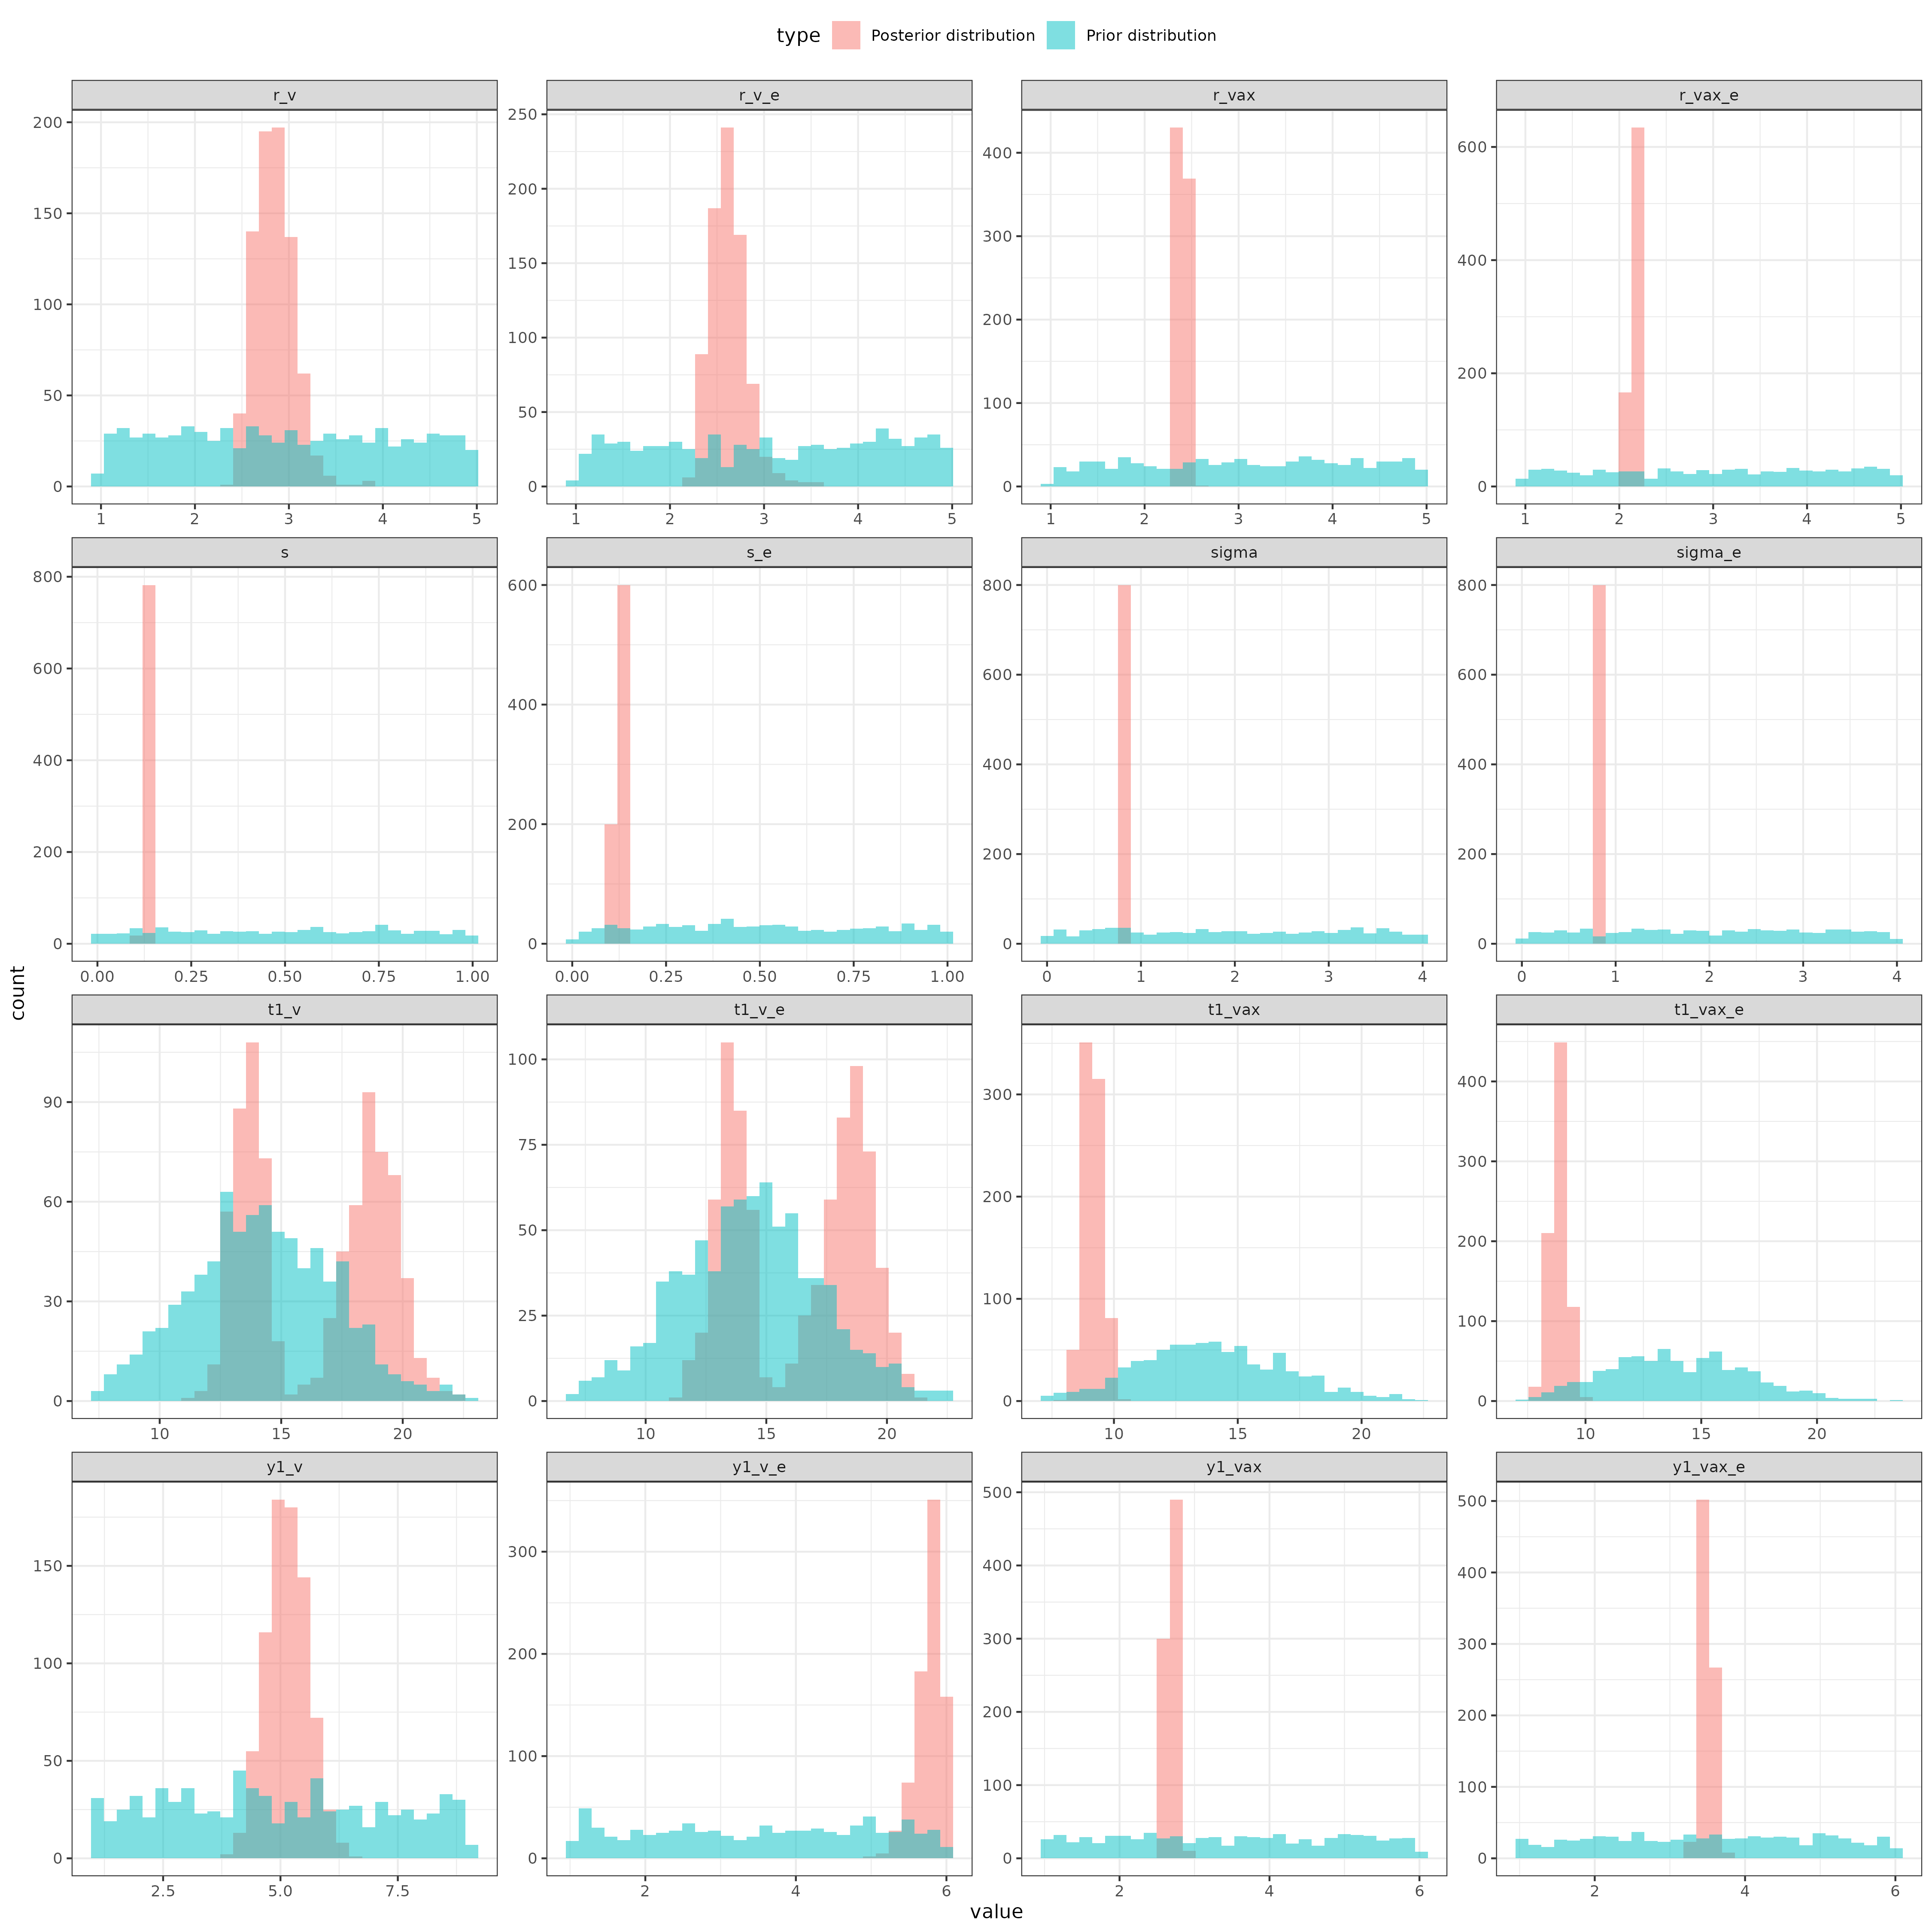 type Posterior distribution Prior distribution
r_v r_v_e r_vax r_vax_e
200 150 100 50 0
250 200 150 100 50 0
400 300 200 100 0
600 400 200 0
1 2 3 4 5
1 2 3 4 5
1 2 3 4 5
1 2 3 4 5
s s_e sigma sigma_e
800 600 400 200 0
600 400 200 0
800 600 400 200 0
800 600 400 200 0
0.00 0.25 0.50 0.75 1.00
0.00 0.25 0.50 0.75 1.00
0 1 2 3 4
0 1 2 3 4
t1_v t1_v_e t1_vax t1_vax_e
90 60 30 0
100 75 50 25 0
300 200 100 0
400 300 200 100 0
10 15 20
10 15 20
10 15 20
10 15 20
y1_v y1_v_e y1_vax y1_vax_e
150 100 50 0
300 200 100 0
500 400 300 200 100 0
500 400 300 200 100 0
2.5 5.0 7.5
2 4 6
2 4 6
2 4 6
count
value